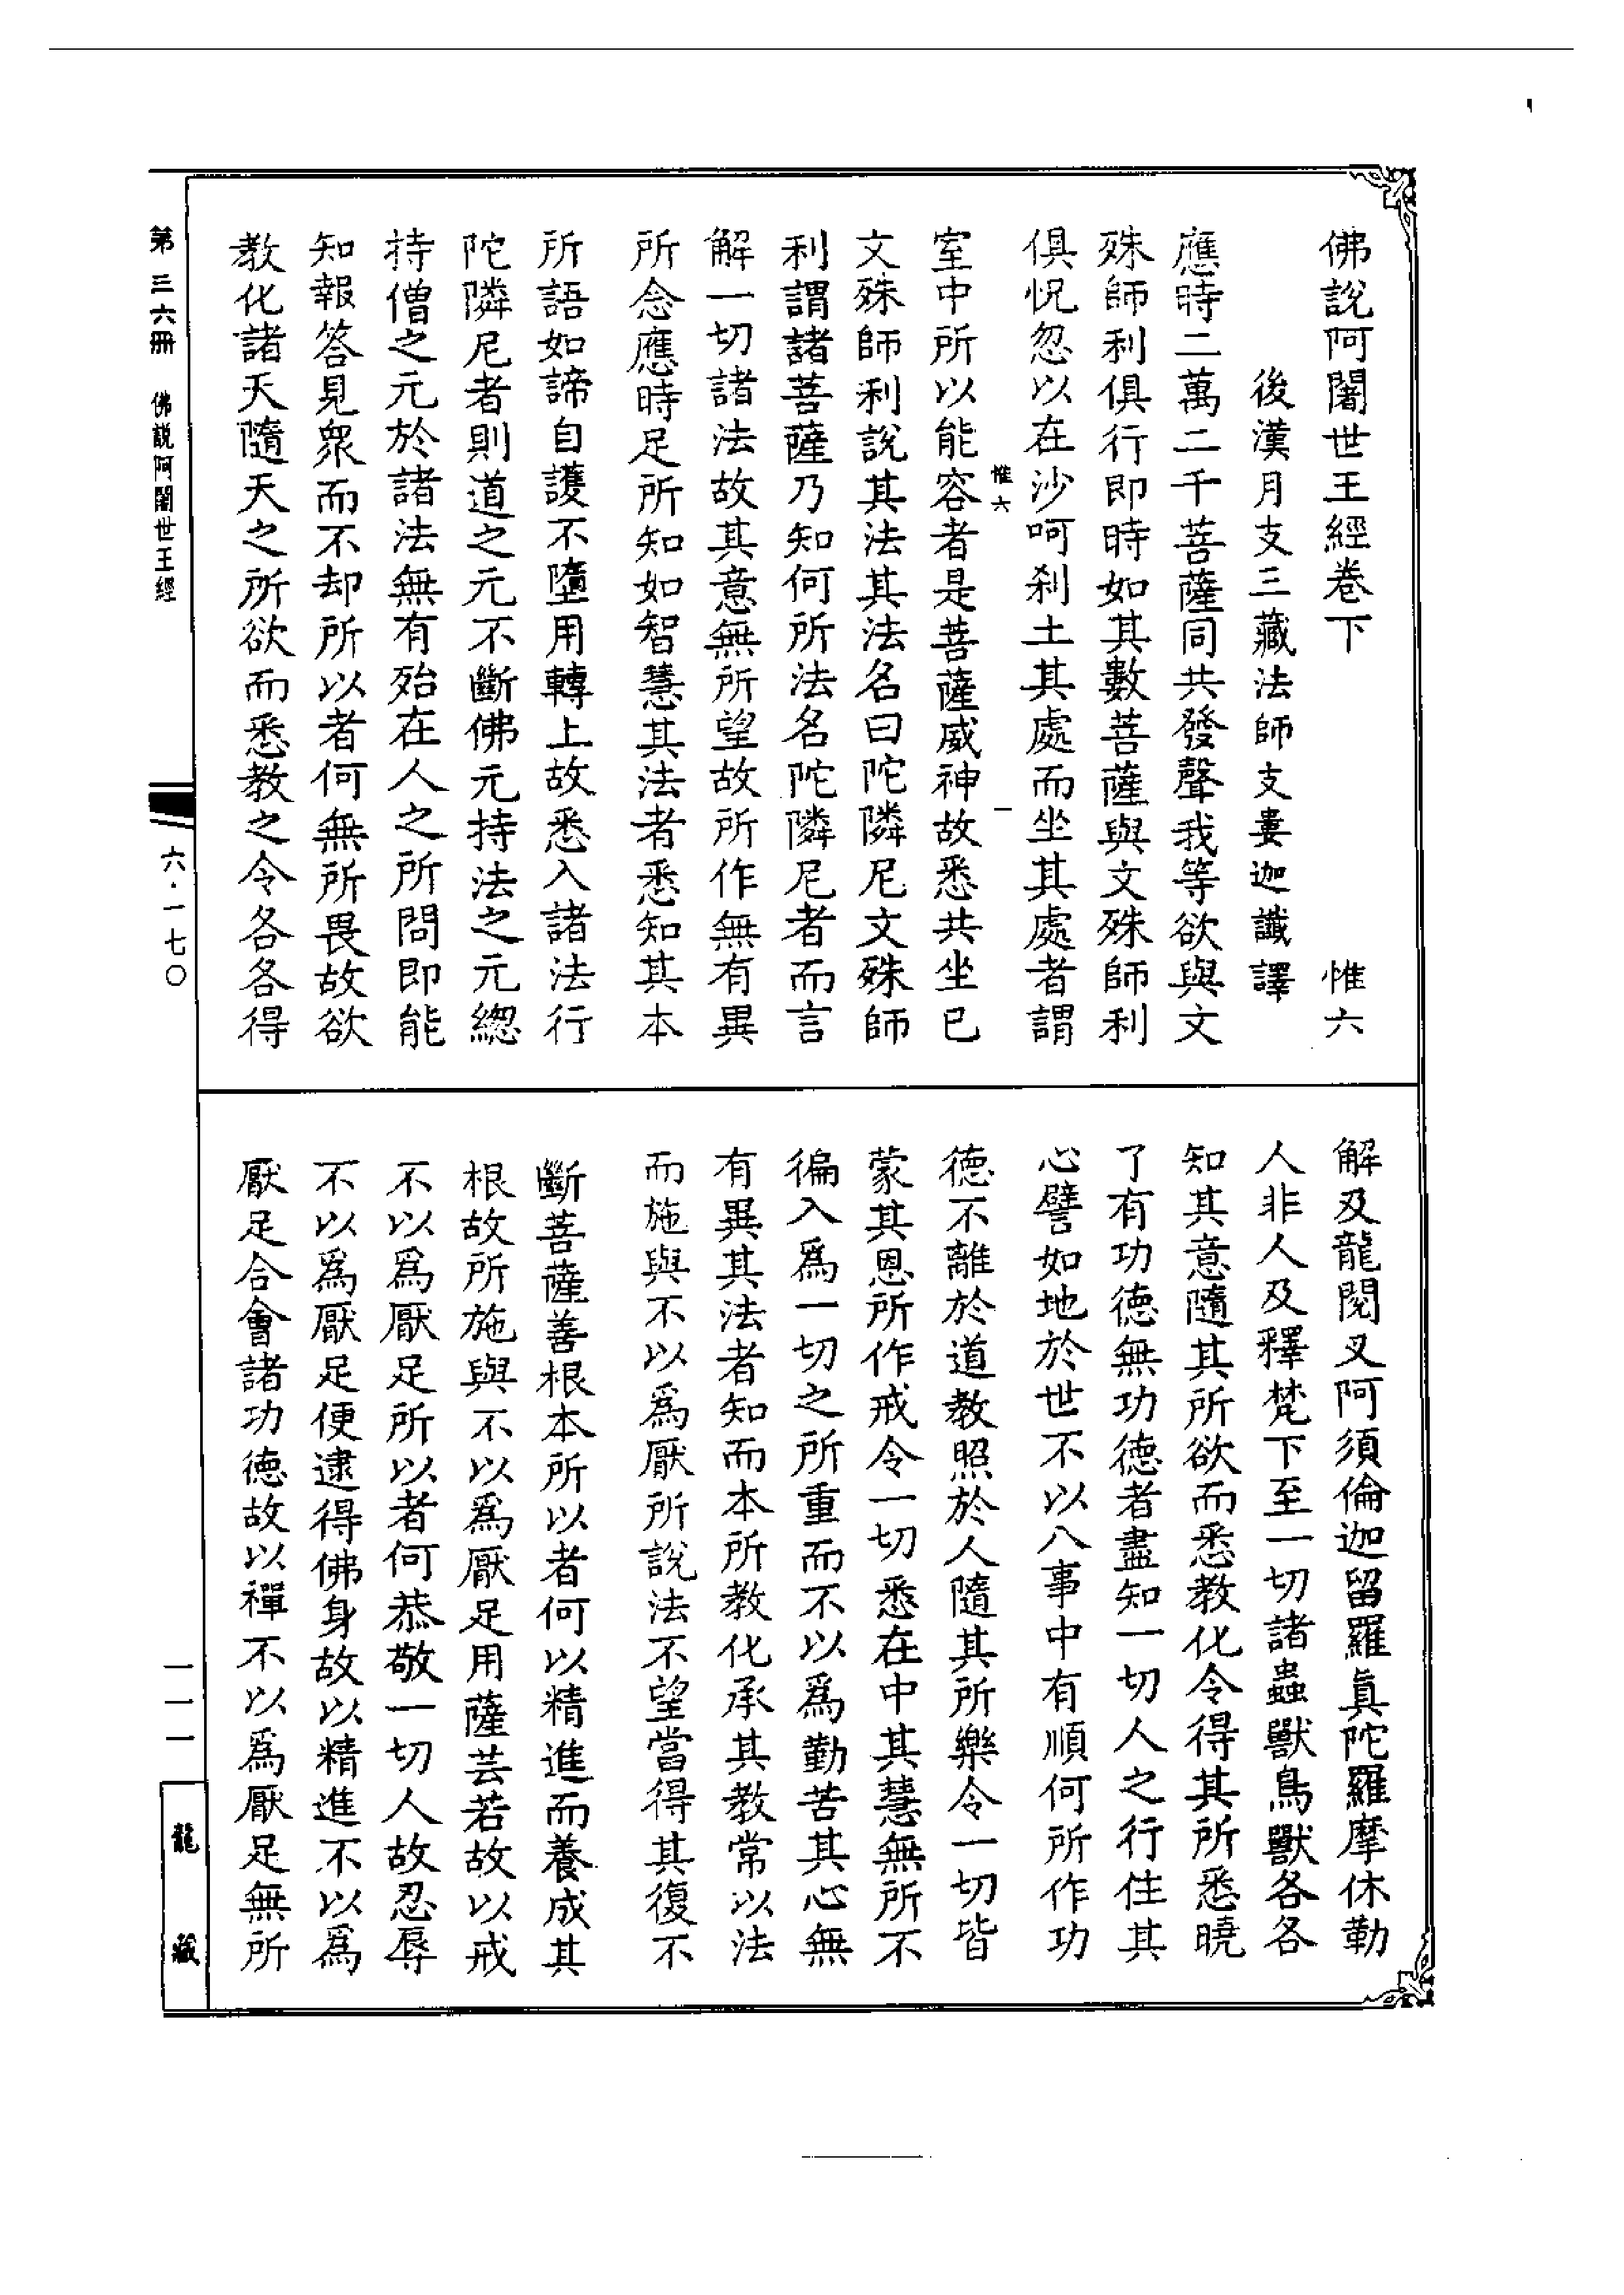 佛說阿闍世王經卷下　惟六
後漢月支三藏法師支婁迦讖譯
應時二萬二千菩薩同共發聲我等欲與文
殊師利俱行即時如其數菩薩與文殊師利
俱怳忽以在沙呵剎土其處而坐其處者謂
惟六　一
室中所以能容者是菩薩威神故悉共坐已
文殊師利說其法其法名曰陀隣尼文殊師
利謂諸菩薩乃知何所法名陀隣尼者而言
解一切諸法故其意無所望故所作無有異
所念應時足所知如智慧其法者悉知其本
所語如諦自護不墮用轉上故悉入諸法行
陀隣尼者則道之元不斷佛元持法之元總
持僧之元於諸法無有殆在人之所問即能
知報答見衆而不却所以者何無所畏故欲
教化諸天隨天之所欲而悉教之令各各得
解及龍閱叉阿須倫迦留羅真陀羅摩休勒
人非人及釋梵下至一切諸蟲獸鳥獸各各
知其意隨其所欲而悉教化令得其所悉曉
了有功德無功德者盡知一切人之行住其
心譬如地於世不以八事中有順何所作功
德不離於道教照於人隨其所樂令一切皆
蒙其恩所作戒令一切悉在中其慧無所不
徧入爲一切之所重而不以爲勤苦其心無
有異其法者知而本所教化承其教常以法
而施與不以爲厭所說法不望當得其復不
斷菩薩善根本所以者何以精進而養成其
根故所施與不以爲厭足用薩芸若故以戒
不以爲厭足所以者何恭敬一切人故忍辱
不以爲厭足便逮得佛身故以精進不以爲
厭足合會諸功德故以禪不以爲厭足無所
第三六冊　佛說阿闍世王經
六·一七〇
一一一
龍藏